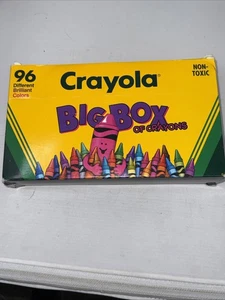 96
Different
Brilliant
Colors
Crayola®
NON-
TOXIC
BIG BOX
OF CRAYONS